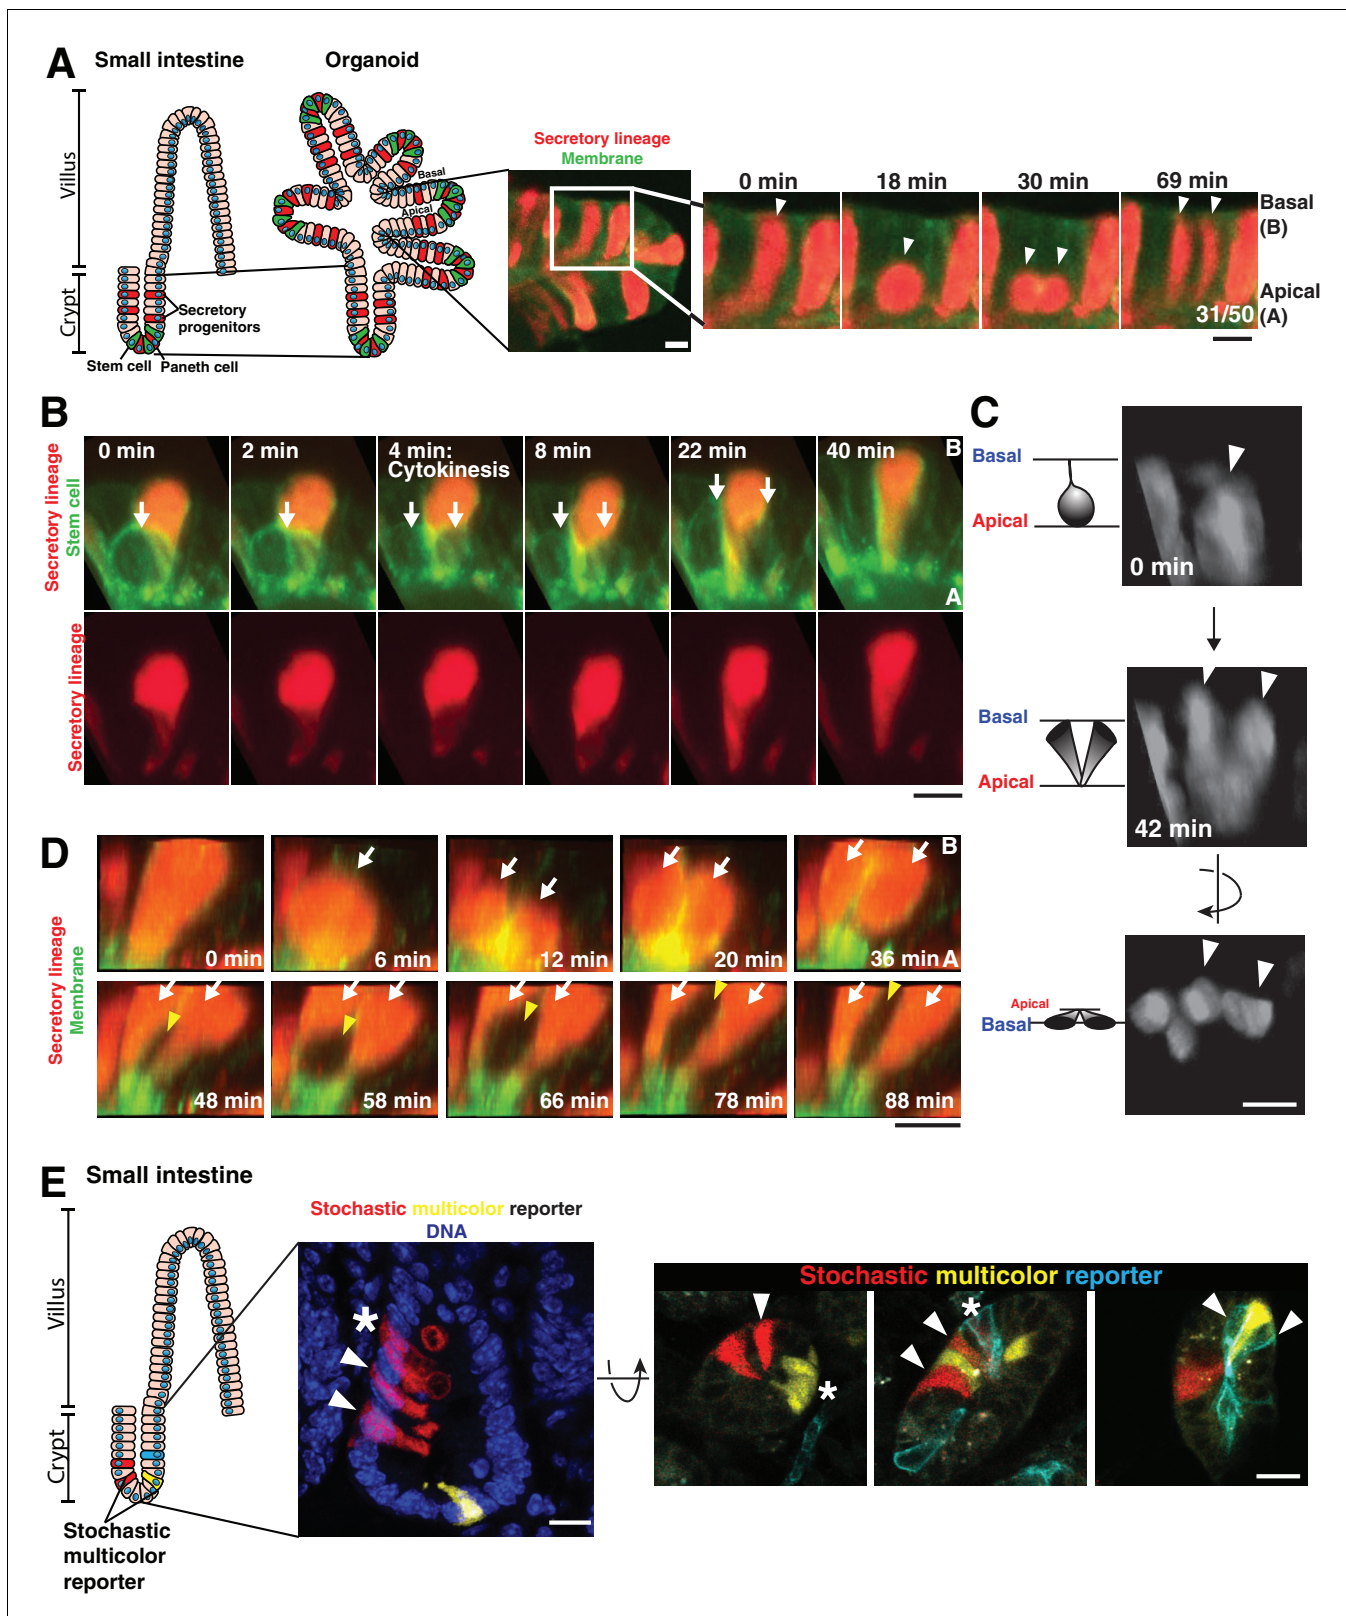 A
Small intestine
Organoid
Villus
Crypt
Secretory
progenitors
Stem cell
Paneth cell
Basal
Apical
Secretory lineage
Membrane
0 min
18 min
30 min
69 min
31/50
Basal
(B)
Apical
(A)
B
Secretory lineage
Stem cell
0 min
2 min
4 min:
Cytokinesis
8 min
22 min
40 min
B
A
Secretory lineage
C
Basal
Apical
0 min
Basal
Apical
42 min
Apical
Basal
D
Secretory lineage
Membrane
0 min
6 min
12 min
20 min
36 min
B
A
48 min
58 min
66 min
78 min
88 min
E
Small intestine
Villus
Crypt
Stochastic
multicolor
reporter
Stochastic multicolor reporter
DNA
*
Stochastic multicolor reporter
*
*